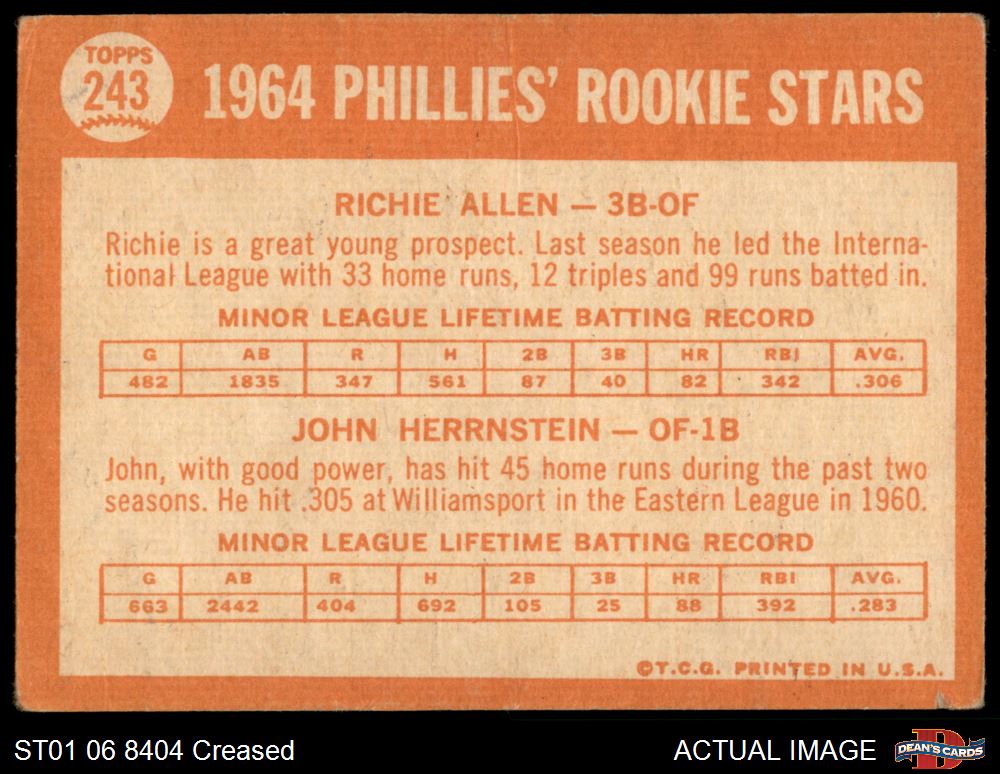 TOPPS
243
1964 PHILLIES' ROOKIE STARS
RICHIE ALLEN — 3B-OF
Richie is a great young prospect. Last season he led the Interna-
tional League with 33 home runs, 12 triples and 99 runs batted in.
MINOR LEAGUE LIFETIME BATTING RECORD
G AB R H 2B 3B HR RBI AVG.
482 1835 347 561 87 40 82 342 .306
JOHN HERRNSTEIN — OF-1B
John, with good power, has hit 45 home runs during the past two
seasons. He hit .305 at Williamsport in the Eastern League in 1960.
MINOR LEAGUE LIFETIME BATTING RECORD
G AB R H 2B 3B HR RBI AVG.
663 2442 404 692 105 25 88 392 .283
©T.C.G. PRINTED IN U.S.A.
ST01 06 8404 Creased
ACTUAL IMAGE
D
DEAN'S CARDS